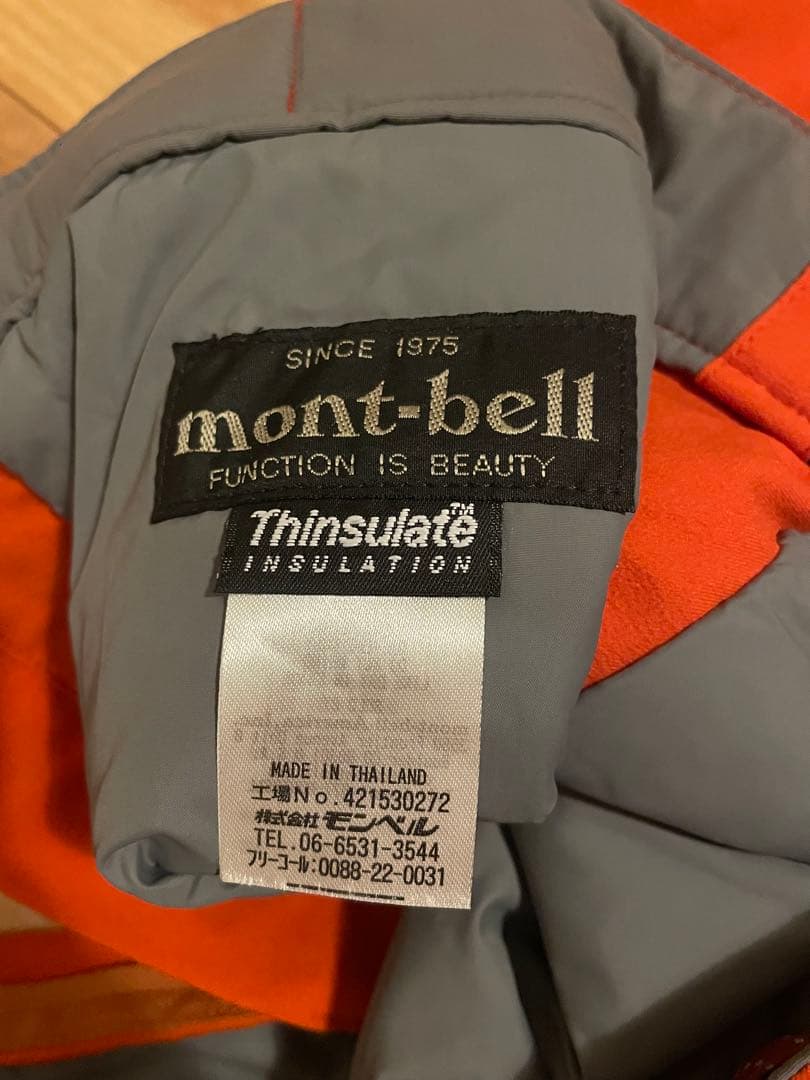 SINCE 1975
mont-bell
FUNCTION IS BEAUTY
Thinsulate™
INSULATION
MADE IN THAILAND
工場No.421530272
株式会社モンベル
TEL.06-6531-3544
フリーコール:0088-22-0031